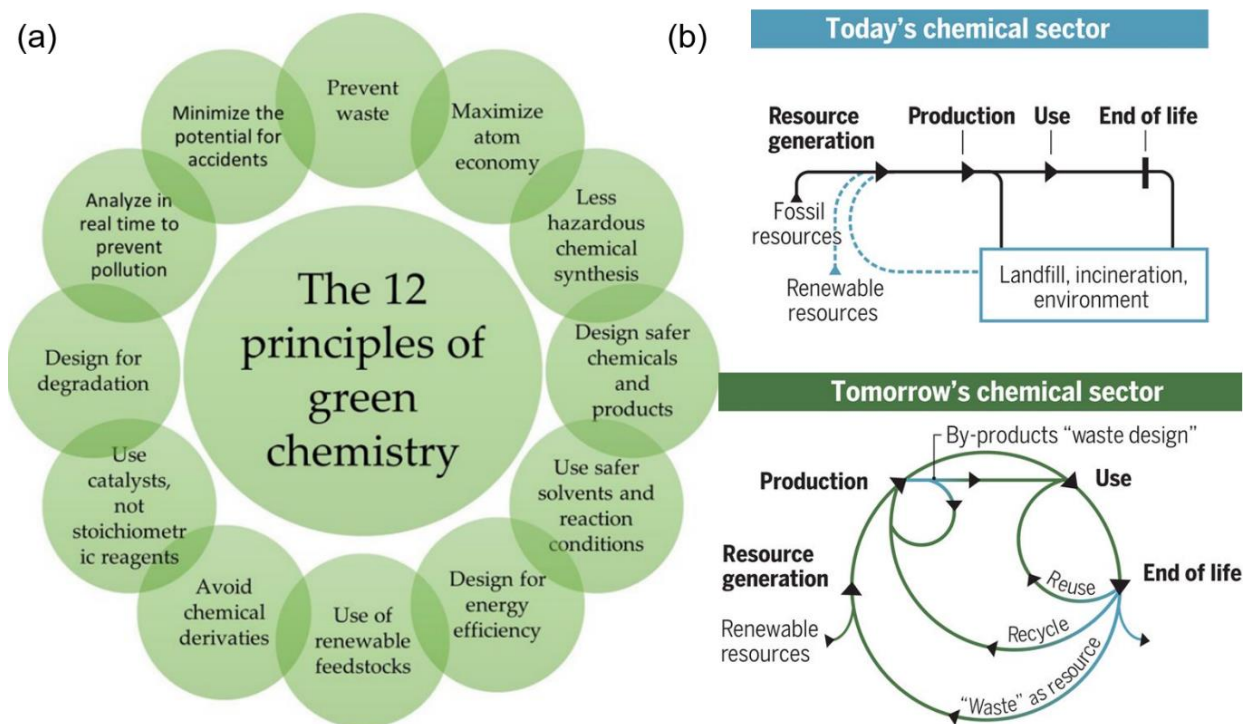 (a)
Prevent
waste
Maximize
atom
economy
Less
hazardous
chemical
synthesis
Design safer
chemicals
and
products
Use safer
solvents and
reaction
conditions
Design for
energy
efficiency
Use of
renewable
feedstocks
Avoid
chemical
derivaties
Use
catalysts,
not
stoichiometr
ic reagents
Design for
degradation
Analyze in
real time to
prevent
pollution
Minimize the
potential for
accidents
The 12
principles of
green
chemistry
(b)
Today's chemical sector
Resource
generation
Production
Use
End of life
Fossil
resources
Renewable
resources
Landfill, incineration,
environment
Tomorrow's chemical sector
By-products "waste design"
Production
Use
Resource
generation
End of life
Reuse
Renewable
resources
Recycle
"Waste" as resource